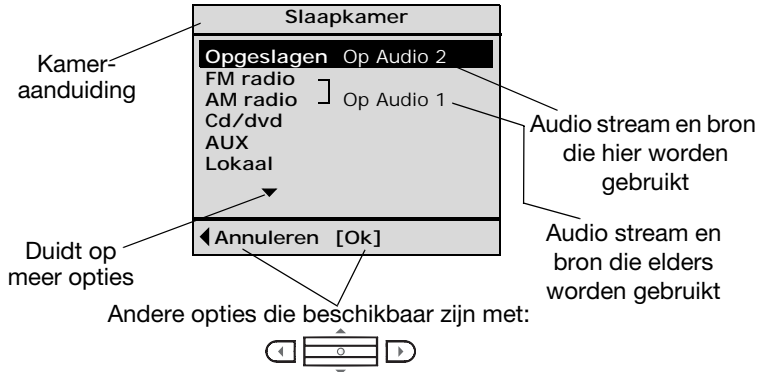 Slaapkamer
Opgeslagen Op Audio 2
FM radio
AM radio Op Audio 1
Cd/dvd
AUX
Lokaal
Annuleren [Ok]
Kamer-
aanduiding
Duidt op
meer opties
Audio stream en bron
die hier worden
gebruikt
Audio stream en
bron die elders
worden gebruikt
Andere opties die beschikbaar zijn met: